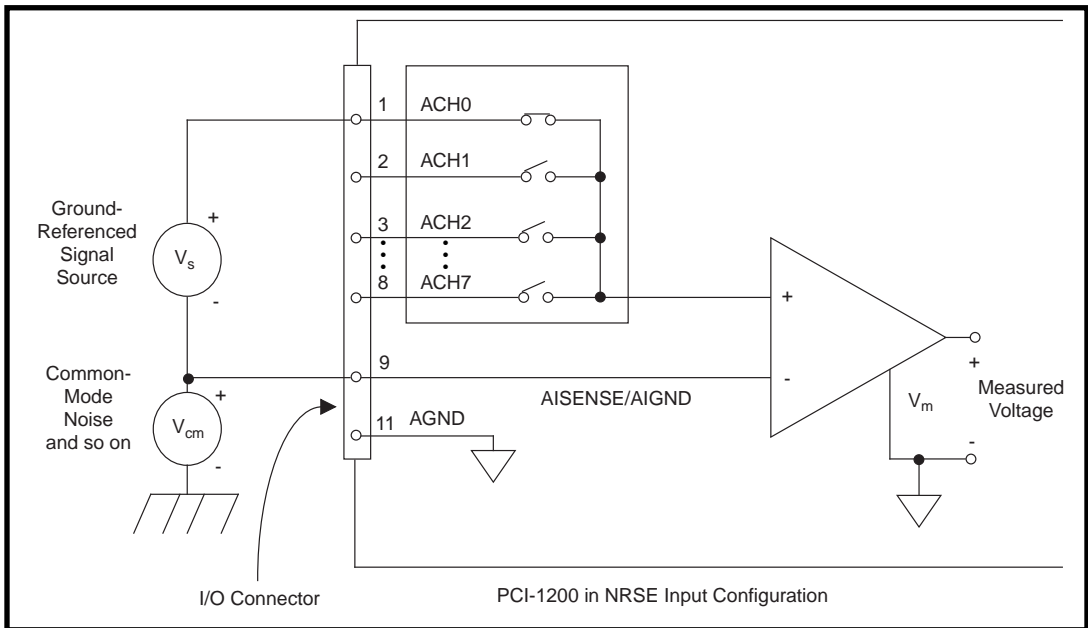 1 ACH0
2 ACH1
3 ACH2
8 ACH7
Ground-
Referenced
Signal
Source
+
Vs
-
+
-
9
AISENSE/AIGND
Common-
Mode
Noise
and so on
+
Vcm
-
11 AGND
+
Vm
-
Measured
Voltage
I/O Connector
PCI-1200 in NRSE Input Configuration